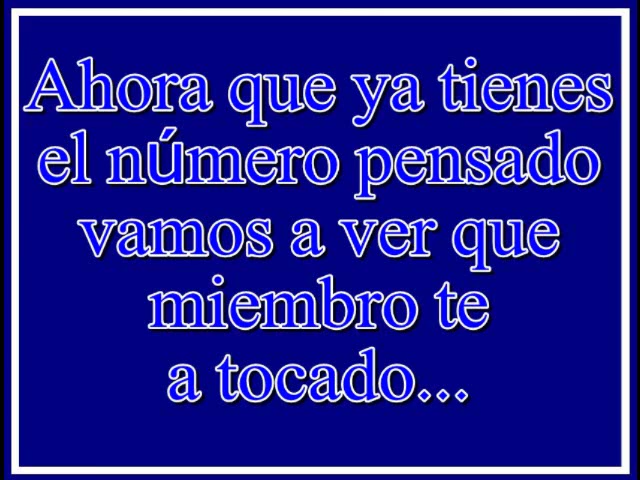 Ahora que ya tienes
el número pensado
vamos a ver que
miembro te
a tocado...